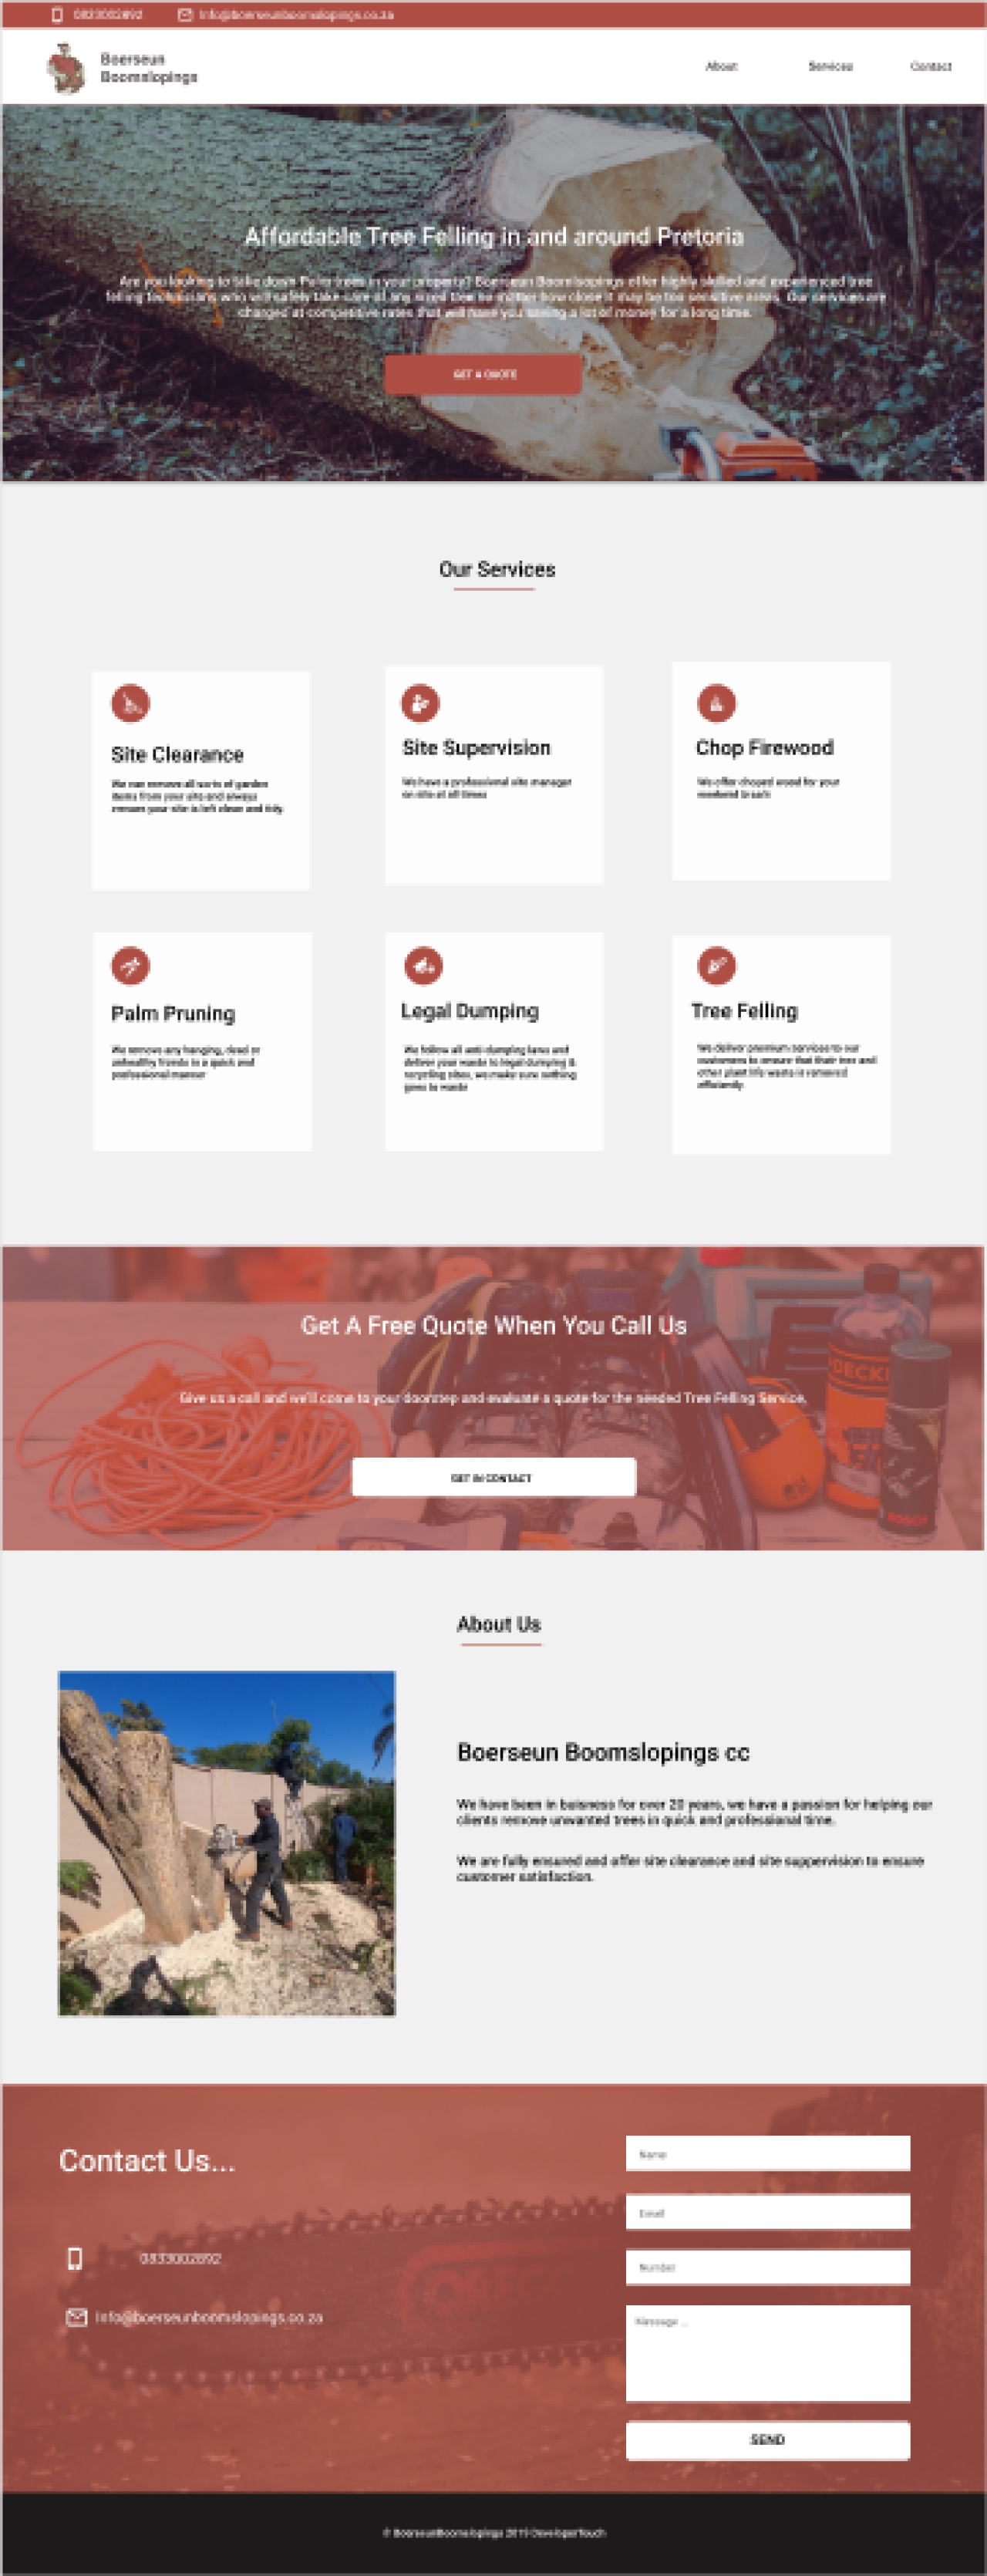 info@boerseunboomslopings.co.za
Boerseun
Boomslopings
About
Services
Contact
Affordable Tree Felling in and around Pretoria
Are you looking to take down Palm trees in your property? Boerseun Boomslopings offer highly skilled and experienced tree
felling technicians who will safely take care of any sized tree no matter how close it may be too sensitive areas. Our services are
charged at competitive rates that will have you saving a lot of money for a long time.
GET A QUOTE
Our Services
Site Clearance
We can remove all sorts of garden
items from your site and always
ensure your site is left clean and tidy.
Site Supervision
We have a professional site manager
on site at all times
Chop Firewood
We offer choped wood for your
weekend braais
Palm Pruning
We remove any hanging, dead or
unhealthy fronds in a quick and
professional manner
Legal Dumping
We follow all anti-dumping laws and
deliver your waste to legal dumping &
recycling sites, we make sure nothing
goes to waste
Tree Felling
We deliver premium services to our
customers to ensure that their tree and
other plant life waste is removed
efficiently.
Get A Free Quote When You Call Us
Give us a call and we'll come to your doorstep and evaluate a quote for the needed Tree Felling Service.
GET IN CONTACT
BOSCH
About Us
Boerseun Boomslopings cc
We have been in buisness for over 20 years, we have a passion for helping our
clients remove unwanted trees in quick and professional time.
We are fully ensured and offer site clearance and site suppervision to ensure
customer satisfaction.
Contact Us...
Name
Email
0833002892
Number
info@boerseunboomslopings.co.za
Message ...
SEND
© BoerseunBoomslopings 2019 DeveloperTouch